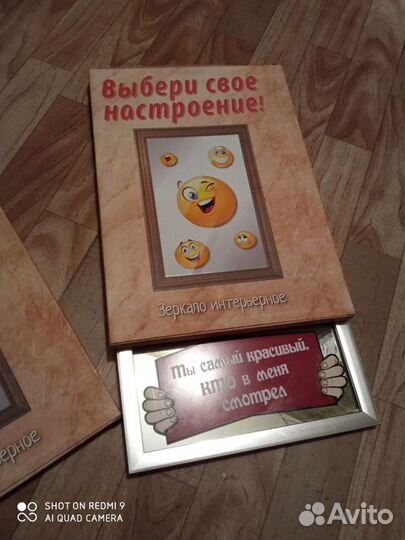 Выбери свое
настроение!
Зеркало интерьерное
Ты самый красивый,
кто в меня
смотрел
SHOT ON REDMI 9
AI QUAD CAMERA
Avito